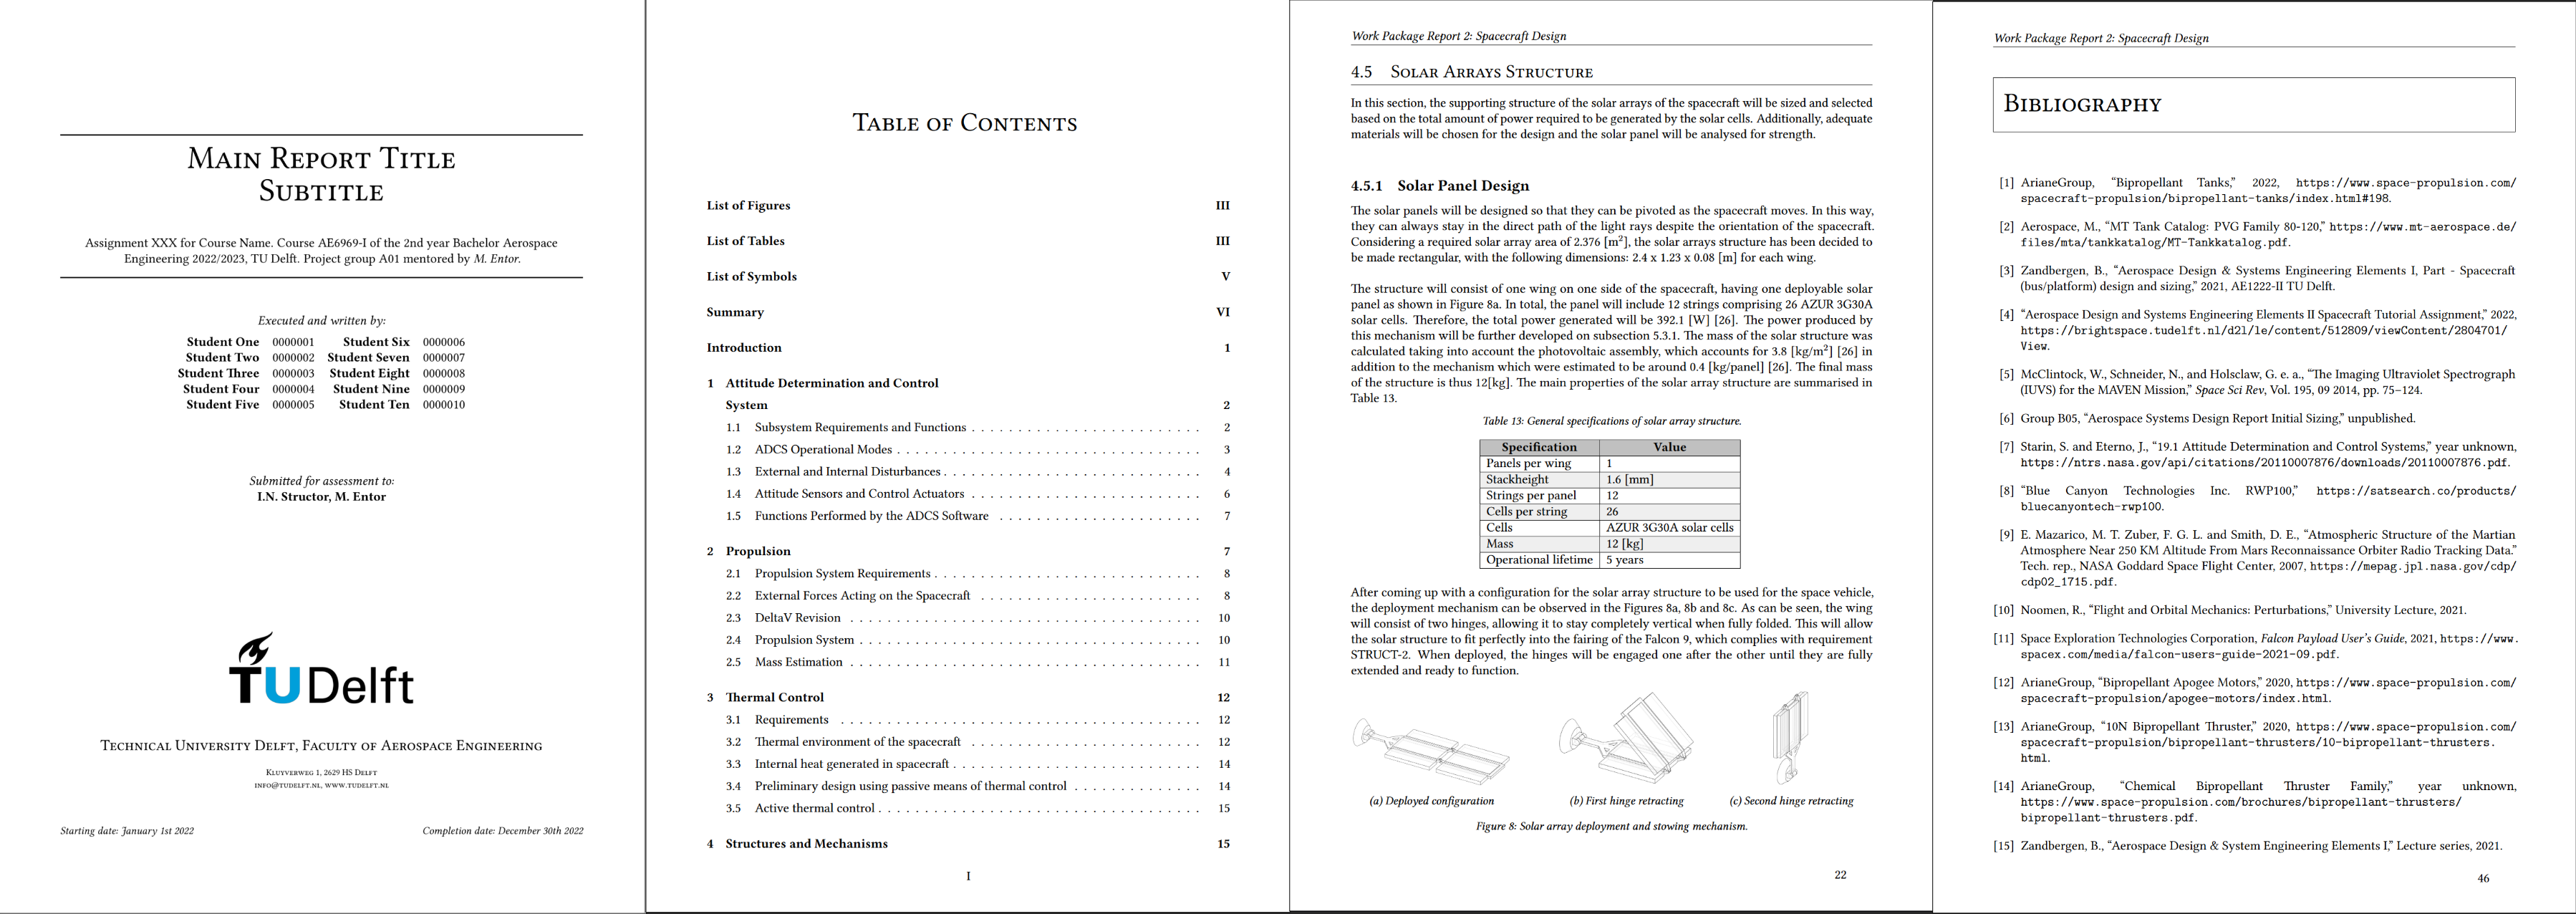 Main Report Title
Subtitle
Assignment XXX for Course Name. Course AE6969-I of the 2nd year Bachelor Aerospace
Engineering 2022/2023, TU Delft. Project group A01 mentored by M. Entor.
Executed and written by:
Student One 0000001 Student Six 0000006
Student Two 0000002 Student Seven 0000007
Student Three 0000003 Student Eight 0000008
Student Four 0000004 Student Nine 0000009
Student Five 0000005 Student Ten 0000010
Submitted for assessment to:
I.N. Structor, M. Entor
TUDelft
Technical University Delft, Faculty of Aerospace Engineering
Kluyverweg 1, 2629 HS Delft
info@tudelft.nl, www.tudelft.nl
Starting date: January 1st 2022 Completion date: December 30th 2022
Table of Contents
List of Figures III
List of Tables III
List of Symbols V
Summary VI
Introduction 1
1 Attitude Determination and Control
System 2
1.1 Subsystem Requirements and Functions 2
1.2 ADCS Operational Modes 3
1.3 External and Internal Disturbances 4
1.4 Attitude Sensors and Control Actuators 6
1.5 Functions Performed by the ADCS Software 7
2 Propulsion 7
2.1 Propulsion System Requirements 8
2.2 External Forces Acting on the Spacecraft 8
2.3 DeltaV Revision 10
2.4 Propulsion System 10
2.5 Mass Estimation 11
3 Thermal Control 12
3.1 Requirements 12
3.2 Thermal environment of the spacecraft 12
3.3 Internal heat generated in spacecraft 14
3.4 Preliminary design using passive means of thermal control 14
3.5 Active thermal control 15
4 Structures and Mechanisms 15
I
Work Package Report 2: Spacecraft Design
4.5 Solar Arrays Structure
In this section, the supporting structure of the solar arrays of the spacecraft will be sized and selected
based on the total amount of power required to be generated by the solar cells. Additionally, adequate
materials will be chosen for the design and the solar panel will be analysed for strength.
4.5.1 Solar Panel Design
The solar panels will be designed so that they can be pivoted as the spacecraft moves. In this way,
they can always stay in the direct path of the light rays despite the orientation of the spacecraft.
Considering a required solar array area of 2.376 [m²], the solar arrays structure has been decided to
be made rectangular, with the following dimensions: 2.4 x 1.23 x 0.08 [m] for each wing.
The structure will consist of one wing on one side of the spacecraft, having one deployable solar
panel as shown in Figure 8a. In total, the panel will include 12 strings comprising 26 AZUR 3G30A
solar cells. Therefore, the total power generated will be 392.1 [W] [26]. The power produced by
this mechanism will be further developed on subsection 5.3.1. The mass of the solar structure was
calculated taking into account the photovoltaic assembly, which accounts for 3.8 [kg/m²] [26] in
addition to the mechanism which were estimated to be around 0.4 [kg/panel] [26]. The final mass
of the structure is thus 12[kg]. The main properties of the solar array structure are summarised in
Table 13.
Table 13: General specifications of solar array structure.
Specification Value
Panels per wing 1
Stackheight 1.6 [mm]
Strings per panel 12
Cells per string 26
Cells AZUR 3G30A solar cells
Mass 12 [kg]
Operational lifetime 5 years
After coming up with a configuration for the solar array structure to be used for the space vehicle,
the deployment mechanism can be observed in the Figures 8a, 8b and 8c. As can be seen, the wing
will consist of two hinges, allowing it to stay completely vertical when fully folded. This will allow
the solar structure to fit perfectly into the fairing of the Falcon 9, which complies with requirement
STRUCT-2. When deployed, the hinges will be engaged one after the other until they are fully
extended and ready to function.
(a) Deployed configuration (b) First hinge retracting (c) Second hinge retracting
Figure 8: Solar array deployment and stowing mechanism.
22
Work Package Report 2: Spacecraft Design
Bibliography
[1] ArianeGroup, “Bipropellant Tanks,” 2022, https://www.space-propulsion.com/
spacecraft-propulsion/bipropellant-tanks/index.html#198.
[2] Aerospace, M., “MT Tank Catalog: PVG Family 80-120,” https://www.mt-aerospace.de/
files/mta/tankkatalog/MT-Tankkatalog.pdf.
[3] Zandbergen, B., “Aerospace Design & Systems Engineering Elements I, Part - Spacecraft
(bus/platform) design and sizing,” 2021, AE1222-II TU Delft.
[4] “Aerospace Design and Systems Engineering Elements II Spacecraft Tutorial Assignment,” 2022,
https://brightspace.tudelft.nl/d2l/le/content/512809/viewContent/2804701/
View.
[5] McClintock, W., Schneider, N., and Holsclaw, G. e. a., “The Imaging Ultraviolet Spectrograph
(IUVS) for the MAVEN Mission,” Space Sci Rev, Vol. 195, 09 2014, pp. 75–124.
[6] Group B05, “Aerospace Systems Design Report Initial Sizing,” unpublished.
[7] Starin, S. and Eterno, J., “19.1 Attitude Determination and Control Systems,” year unknown,
https://ntrs.nasa.gov/api/citations/20110007876/downloads/20110007876.pdf.
[8] “Blue Canyon Technologies Inc. RWP100,” https://satsearch.co/products/
bluecanyontech-rwp100.
[9] E. Mazarico, M. T. Zuber, F. G. L. and Smith, D. E., “Atmospheric Structure of the Martian
Atmosphere Near 250 KM Altitude From Mars Reconnaissance Orbiter Radio Tracking Data.”
Tech. rep., NASA Goddard Space Flight Center, 2007, https://mepag.jpl.nasa.gov/cdp/
cdp02_1715.pdf.
[10] Noomen, R., “Flight and Orbital Mechanics: Perturbations,” University Lecture, 2021.
[11] Space Exploration Technologies Corporation, Falcon Payload User’s Guide, 2021, https://www.
spacex.com/media/falcon-users-guide-2021-09.pdf.
[12] ArianeGroup, “Bipropellant Apogee Motors,” 2020, https://www.space-propulsion.com/
spacecraft-propulsion/apogee-motors/index.html.
[13] ArianeGroup, “10N Bipropellant Thruster,” 2020, https://www.space-propulsion.com/
spacecraft-propulsion/bipropellant-thrusters/10-bipropellant-thrusters.
html.
[14] ArianeGroup, “Chemical Bipropellant Thruster Family,” year unknown,
https://www.space-propulsion.com/brochures/bipropellant-thrusters/
bipropellant-thrusters.pdf.
[15] Zandbergen, B., “Aerospace Design & System Engineering Elements I,” Lecture series, 2021.
46